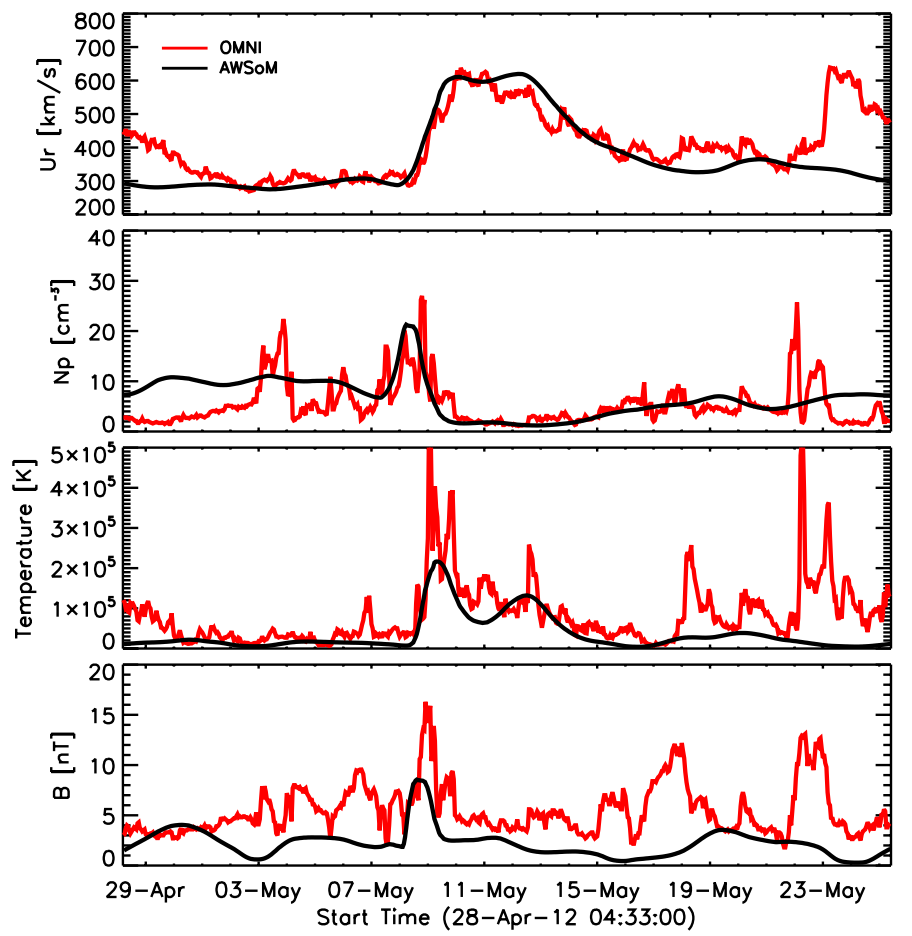 800
700
600
500
400
300
200
Ur [km/s]
OMNI
AWSoM
40
30
20
10
0
Np [cm⁻³]
5×10⁵
4×10⁵
3×10⁵
2×10⁵
1×10⁵
0
Temperature [K]
20
15
10
5
0
B [nT]
29-Apr 03-May 07-May 11-May 15-May 19-May 23-May
Start Time (28-Apr-12 04:33:00)